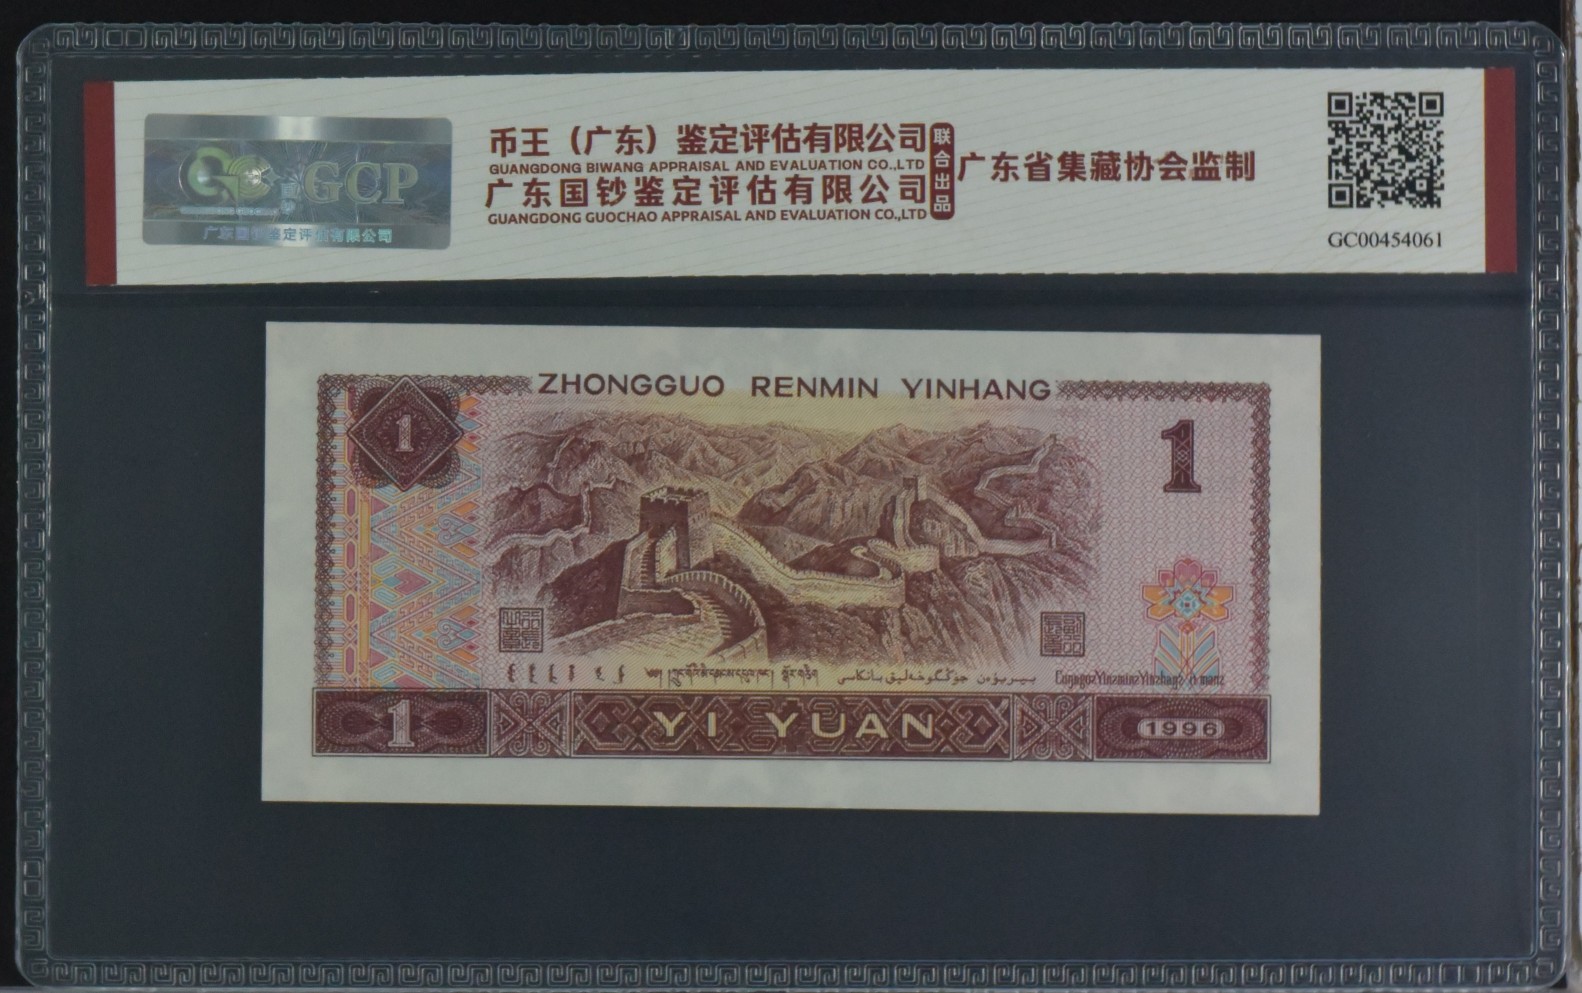 GCP
广东国钞鉴定评估有限公司
币王（广东）鉴定评估有限公司
GUANGDONG BIWANG APPRAISAL AND EVALUATION CO.,LTD
广东国钞鉴定评估有限公司
GUANGDONG GUOCHAO APPRAISAL AND EVALUATION CO.,LTD
联合出品
广东省集藏协会监制
GC00454061
ZHONGGUO RENMIN YINHANG
1
1
1
YI YUAN
1996